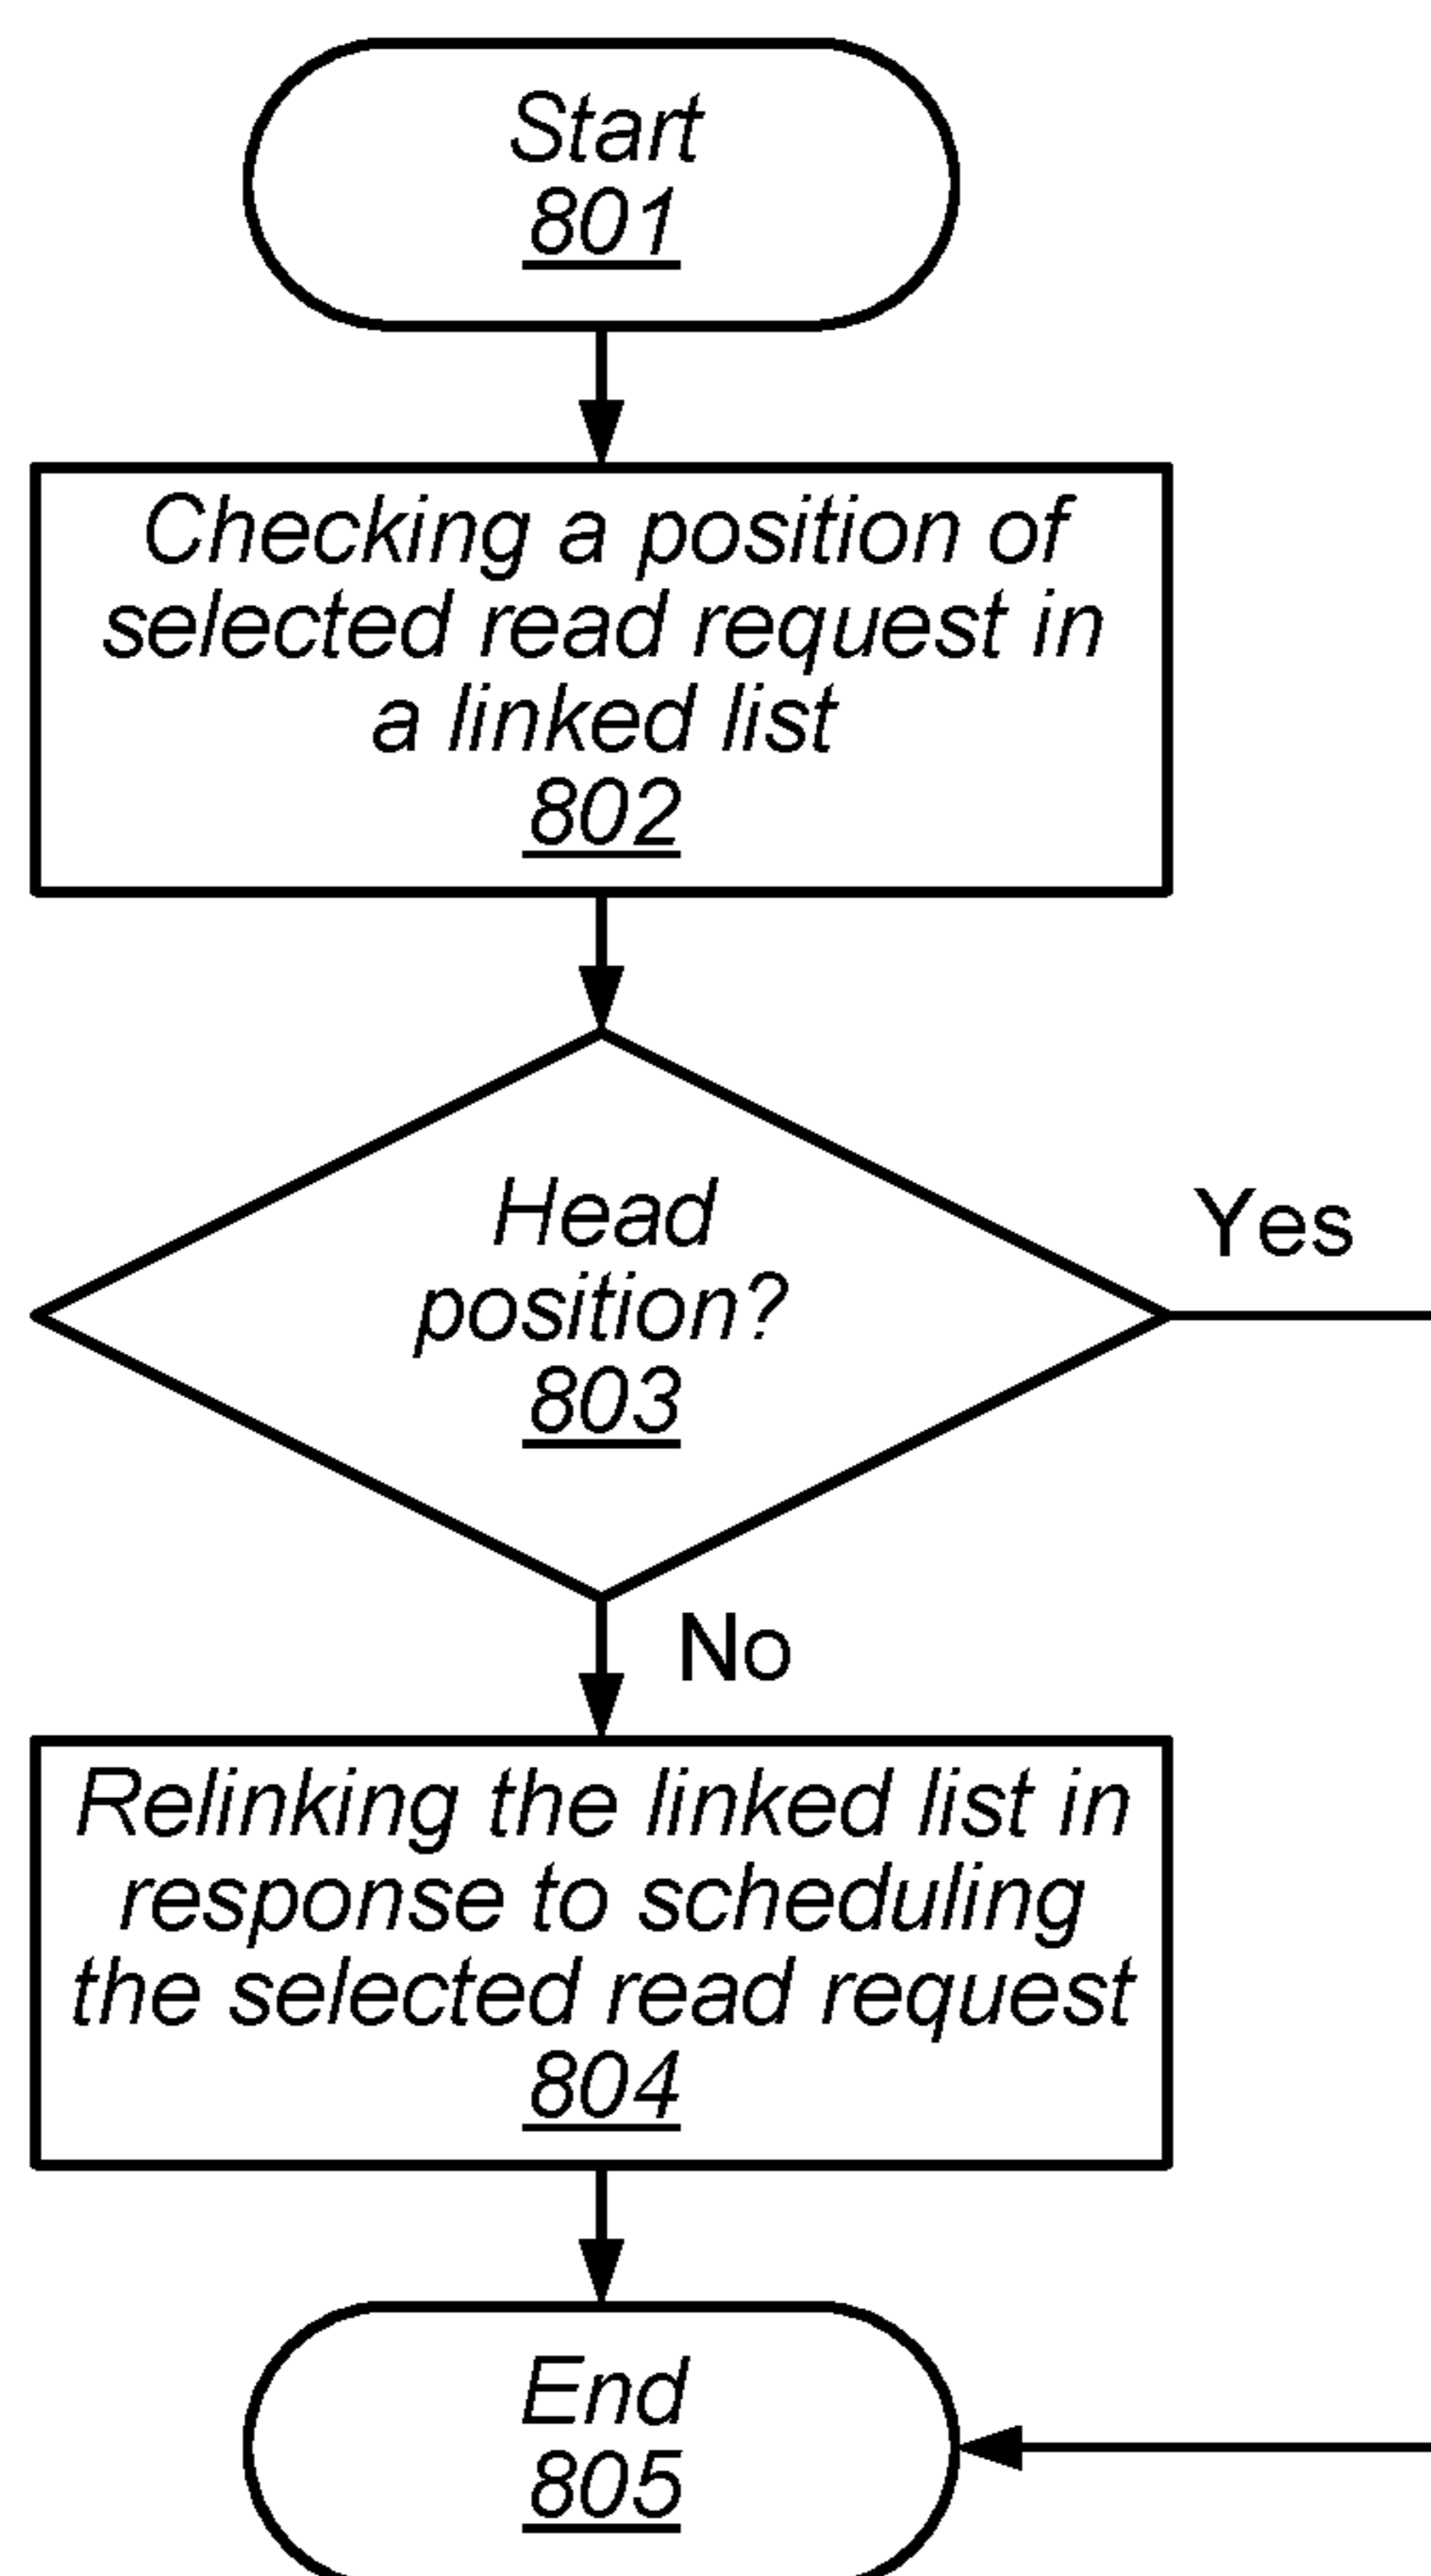 Start
801
Checking a position of
selected read request in
a linked list
802
Head
position?
803
Yes
No
Relinking the linked list in
response to scheduling
the selected read request
804
End
805